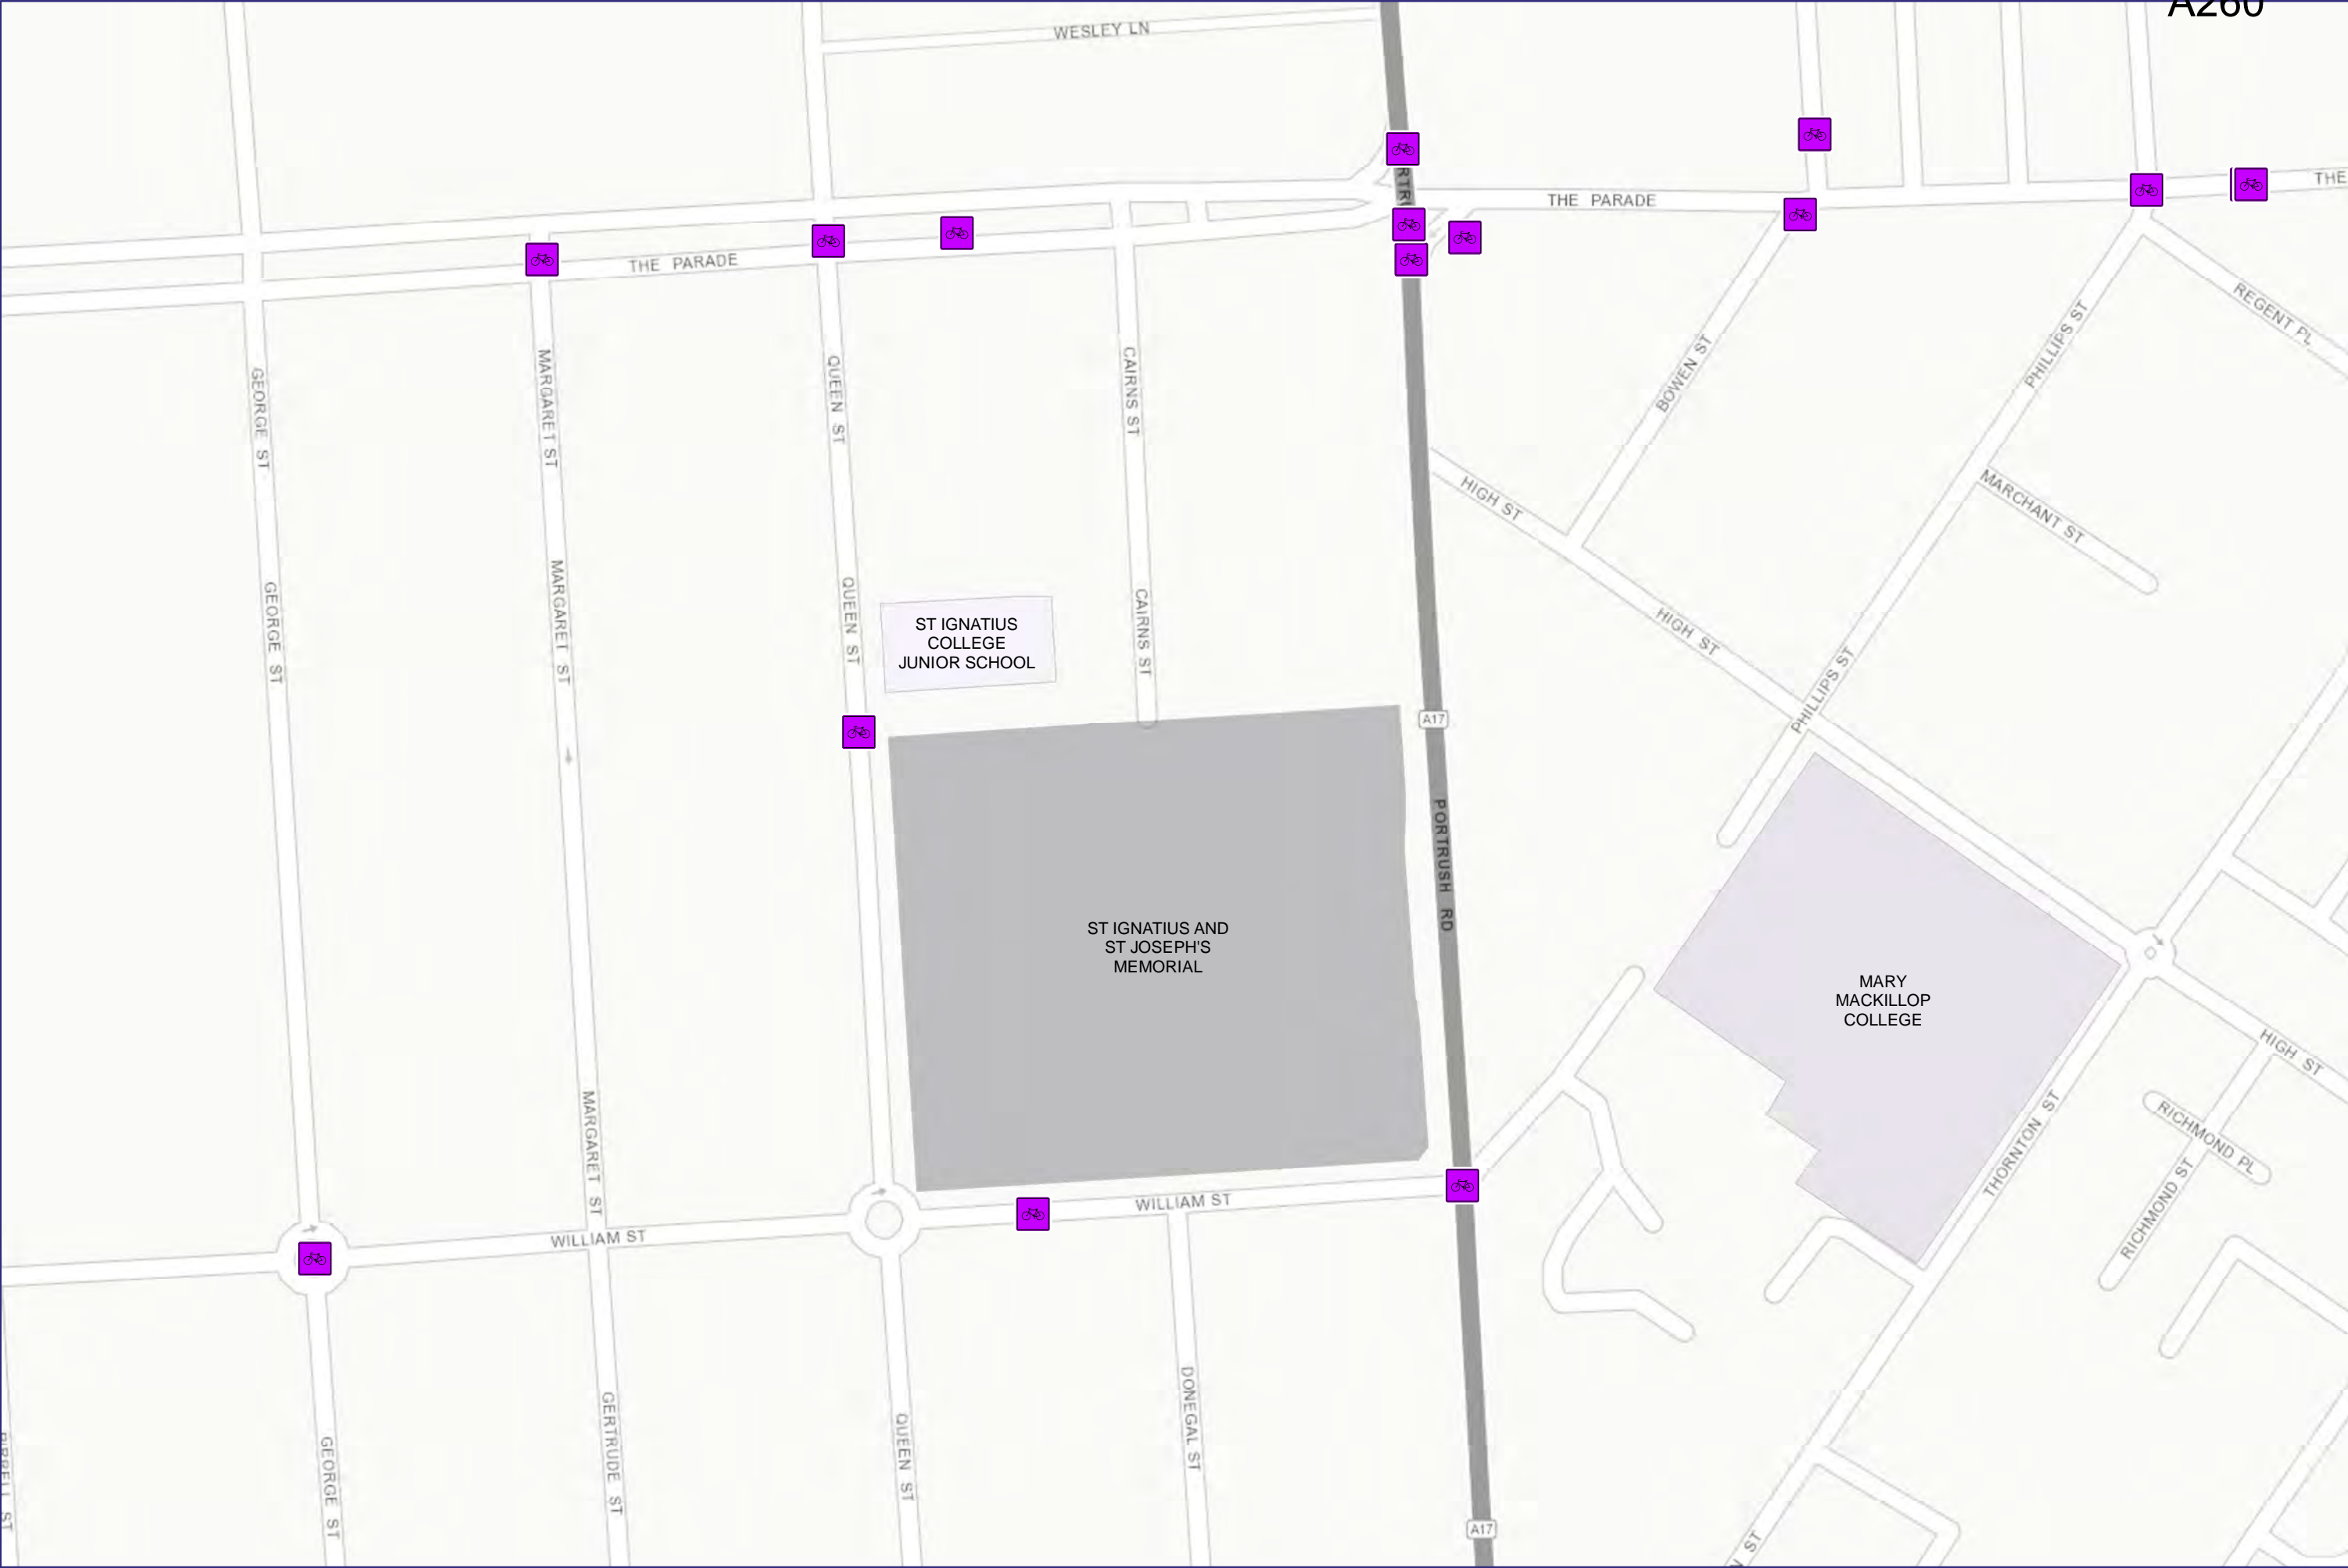 A260
WESLEY LN
THE PARADE
THE
THE PARADE
REGENT PL
PHILLIPS ST
BOWEN ST
GEORGE ST
MARGARET ST
QUEEN ST
CAIRNS ST
HIGH ST
MARCHANT ST
GEORGE ST
MARGARET ST
QUEEN ST
CAIRNS ST
ST IGNATIUS
COLLEGE
JUNIOR SCHOOL
HIGH ST
PHILLIPS ST
A17
PORTRUSH RD
ST IGNATIUS AND
ST JOSEPH'S
MEMORIAL
MARY
MACKILLOP
COLLEGE
HIGH ST
MARGARET ST
THORNTON ST
RICHMOND PL
RICHMOND ST
WILLIAM ST
WILLIAM ST
GEORGE ST
GERTRUDE ST
QUEEN ST
DONEGAL ST
A17
ST